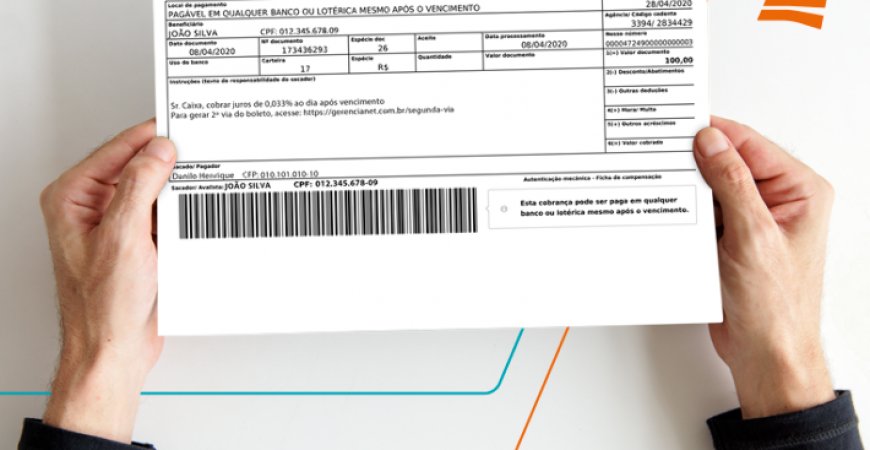 Local de pagamento
PAGÁVEL EM QUALQUER BANCO OU LOTÉRICA MESMO APÓS O VENCIMENTO
28/04/2020
Beneficiário
Agência/ Código cedente
JOÃO SILVA CPF: 012.345.678.09
3394/ 2834429
Data documento Nº documento Espécie doc Aceite Data processamento Nosso número
08/04/2020 173436293 26 08/04/2020 00004724900000000003
Uso do banco Carteira Espécie Quantidade Valor documento 1(=) Valor documento
17 R$ 100,00
Instruções (texto de responsabilidade do sacador)
2(-) Desconto/Abatimentos
3(-) Outras deduções
Sr. Caixa, cobrar juros de 0,033% ao dia após vencimento
4(+) Mora/ Multa
Para gerar 2ª via do boleto, acesse: https://gerencianet.com.br/segunda-via
5(+) Outros acréscimos
6(=) Valor cobrado
Sacado/ Pagador
Danilo Henrique CFP: 010.101.010-10
Sacador/ Avalista: JOÃO SILVA CPF: 012.345.678-09
Autenticação mecânica - Ficha de compensação
Esta cobrança pode ser paga em qualquer
banco ou lotérica mesmo após o vencimento.